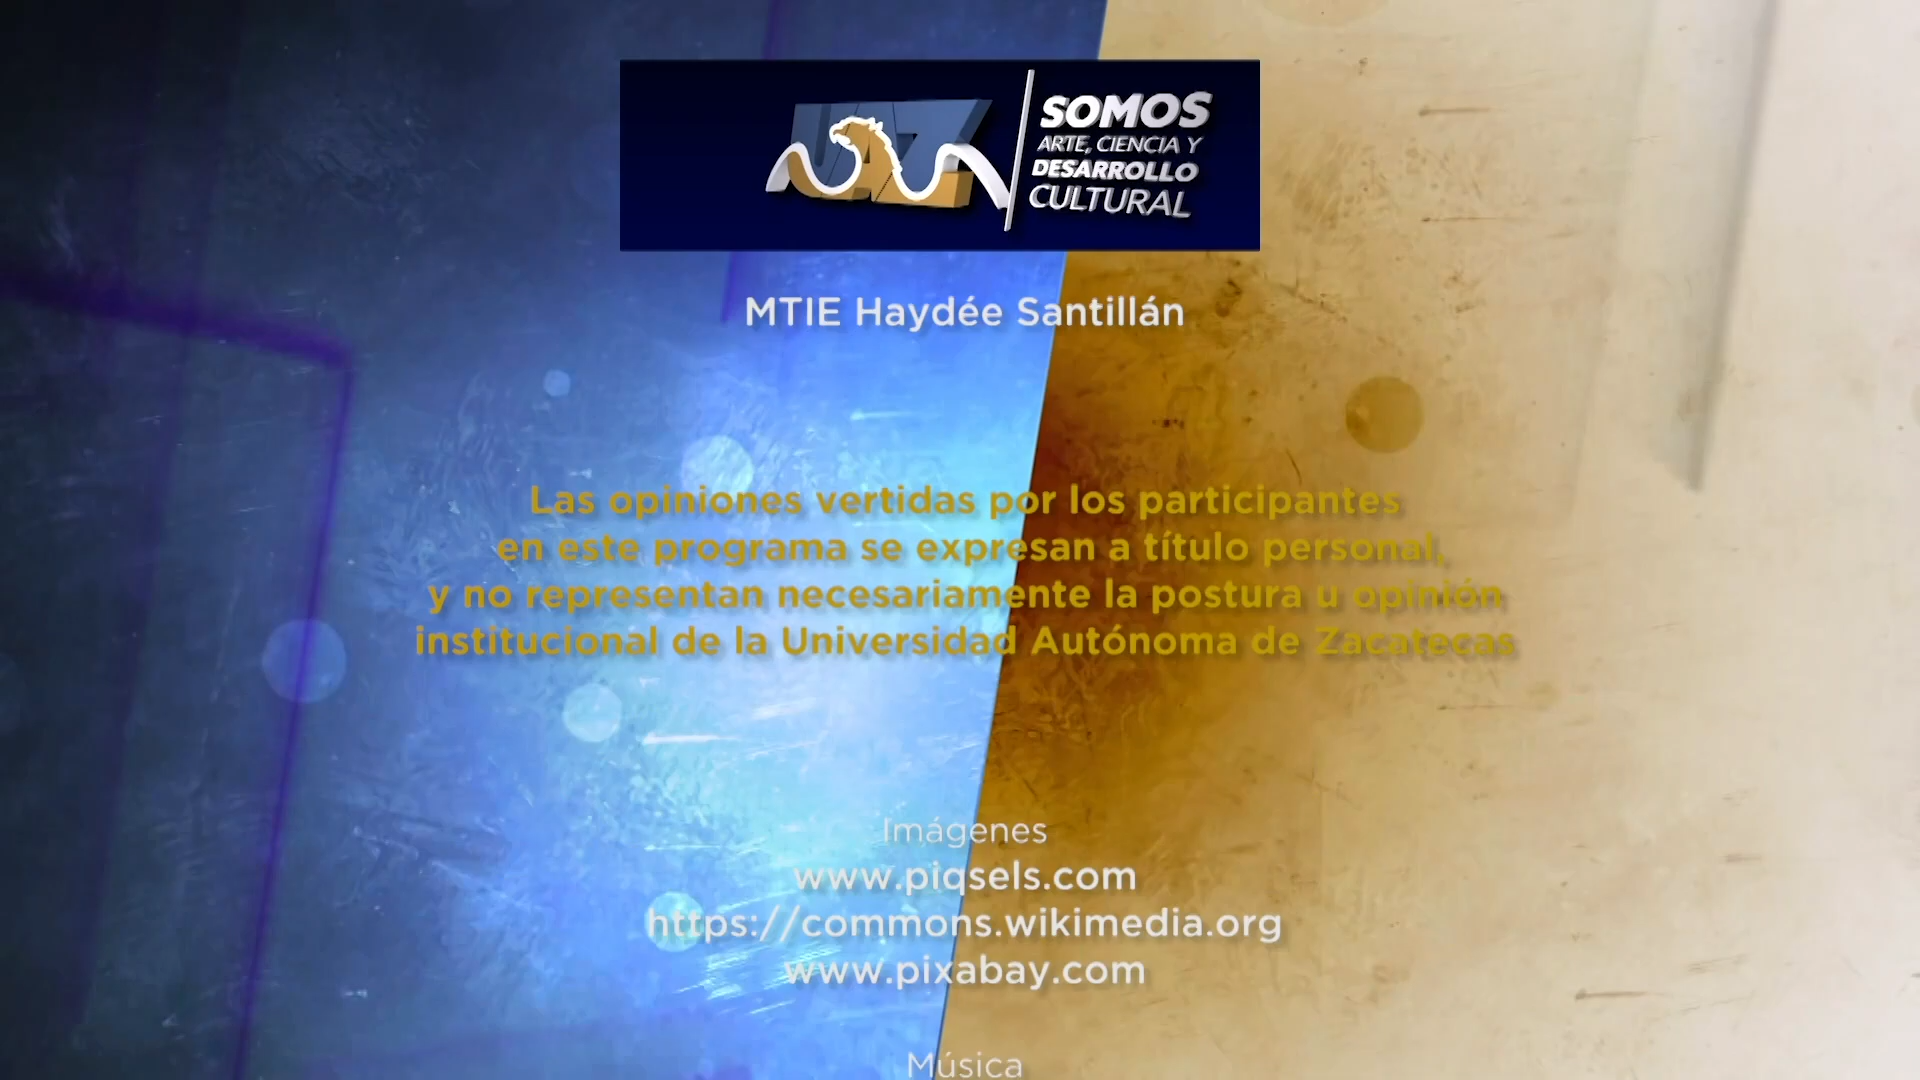 UAZ
SOMOS
ARTE, CIENCIA Y
DESARROLLO
CULTURAL
MTIE Haydée Santillán
Las opiniones vertidas por los participantes
en este programa se expresan a título personal,
y no representan necesariamente la postura u opinión
institucional de la Universidad Autónoma de Zacatecas
Imágenes
www.piqsels.com
https://commons.wikimedia.org
www.pixabay.com
Música